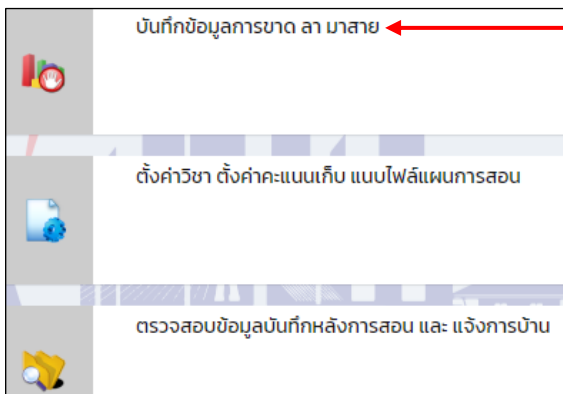 บันทึกข้อมูลการขาด ลา มาสาย
ตั้งค่าวิชา ตั้งค่าคะแนนเก็บ แนบไฟล์แผนการสอน
ตรวจสอบข้อมูลบันทึกหลังการสอน และ แจ้งการบ้าน